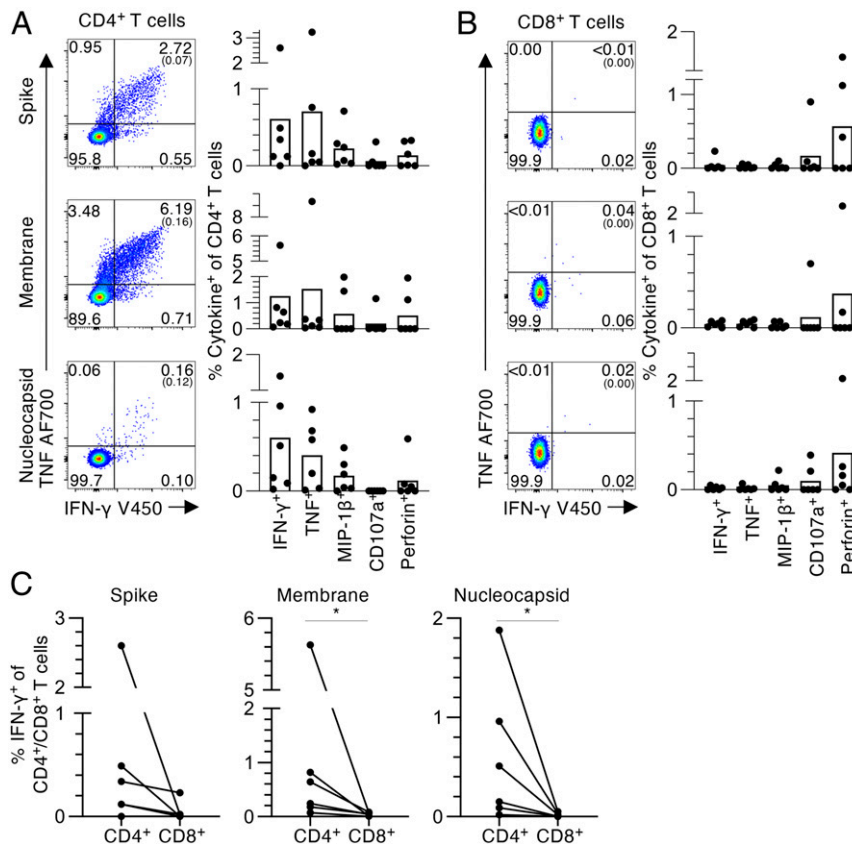 A
CD4⁺ T cells
Spike
0.95
2.72
(0.07)
95.8
0.55
3
2
1
0
Membrane
3.48
6.19
(0.16)
89.6
0.71
8
6
5
2
1
0
Nucleocapsid
0.06
0.16
(0.12)
99.7
0.10
2
1
0
TNF AF700
IFN-γ V450
% Cytokine⁺ of CD4⁺ T cells
IFN-γ⁺
TNF⁺
MIP-1β⁺
CD107a⁺
Perforin⁺
B
CD8⁺ T cells
0.00
<0.01
(0.00)
99.9
0.02
2
1
0
<0.01
0.04
(0.00)
99.9
0.06
2
1
0
<0.01
0.02
(0.00)
99.9
0.02
2
1
0
TNF AF700
IFN-γ V450
% Cytokine⁺ of CD8⁺ T cells
IFN-γ⁺
TNF⁺
MIP-1β⁺
CD107a⁺
Perforin⁺
C
% IFN-γ⁺ of
CD4⁺/CD8⁺ T cells
Spike
3
2
1
0
CD4⁺ CD8⁺
Membrane
*
6
5
1
0
CD4⁺ CD8⁺
Nucleocapsid
*
2
1
0
CD4⁺ CD8⁺